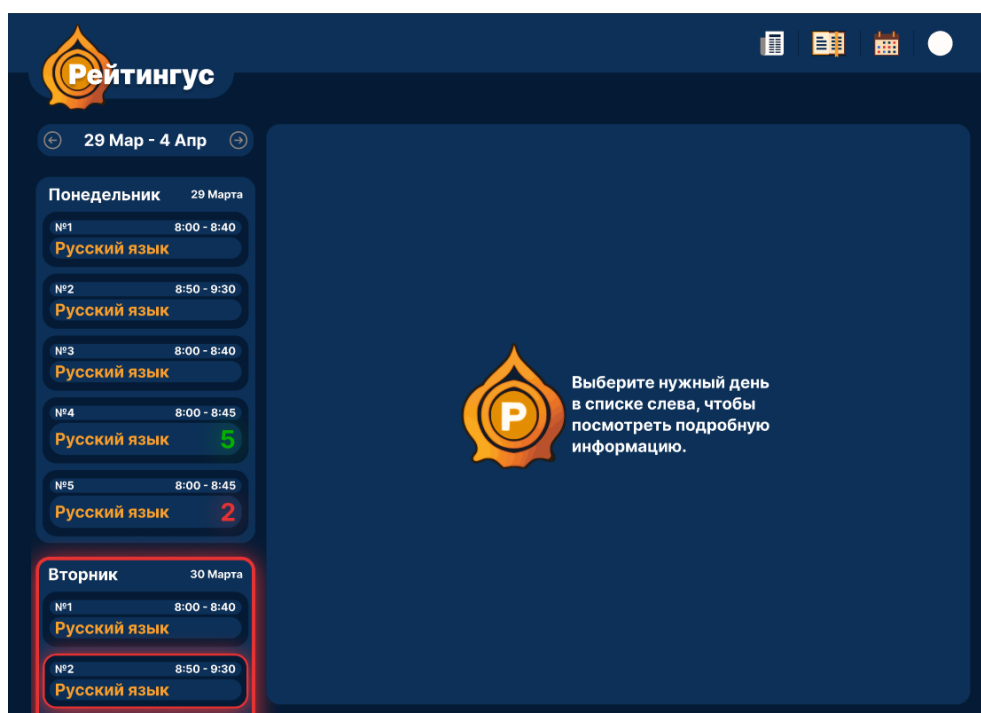 Рейтингус
29 Мар - 4 Апр
Понедельник 29 Марта
№1 8:00 - 8:40
Русский язык
№2 8:50 - 9:30
Русский язык
№3 8:00 - 8:40
Русский язык
№4 8:00 - 8:45
Русский язык 5
№5 8:00 - 8:45
Русский язык 2
Вторник 30 Марта
№1 8:00 - 8:40
Русский язык
№2 8:50 - 9:30
Русский язык
Р
Выберите нужный день
в списке слева, чтобы
посмотреть подробную
информацию.